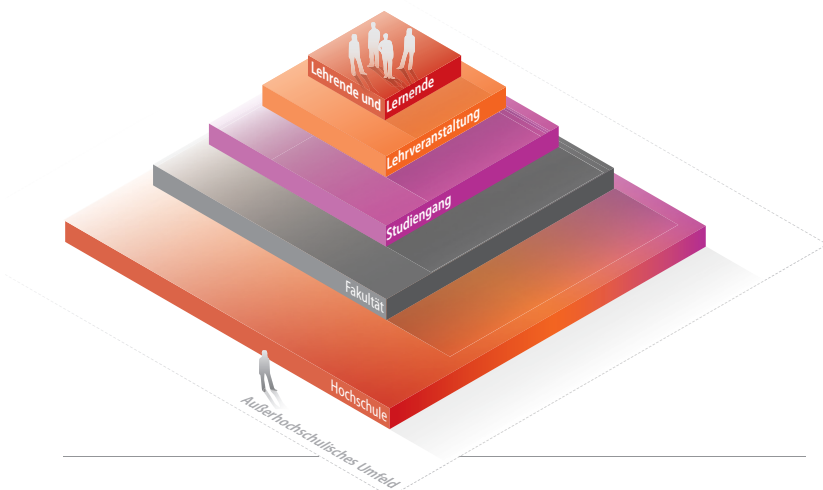 Lehrende und Lernende
Lehrveranstaltung
Studiengang
Fakultät
Hochschule
Außerhochschulisches Umfeld